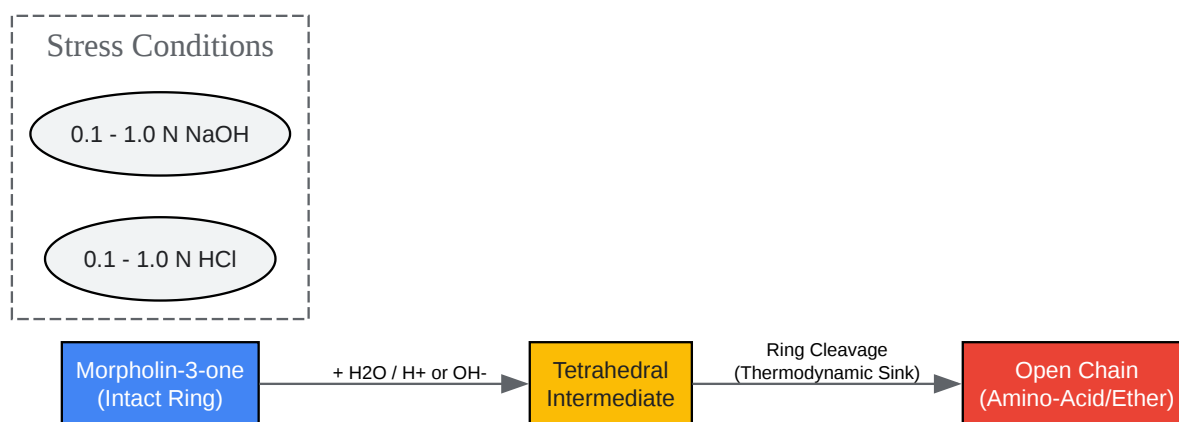 Stress Conditions
0.1 - 1.0 N NaOH
0.1 - 1.0 N HCl
Morpholin-3-one
(Intact Ring)
+ H2O / H+ or OH-
Tetrahedral
Intermediate
Ring Cleavage
(Thermodynamic Sink)
Open Chain
(Amino-Acid/Ether)